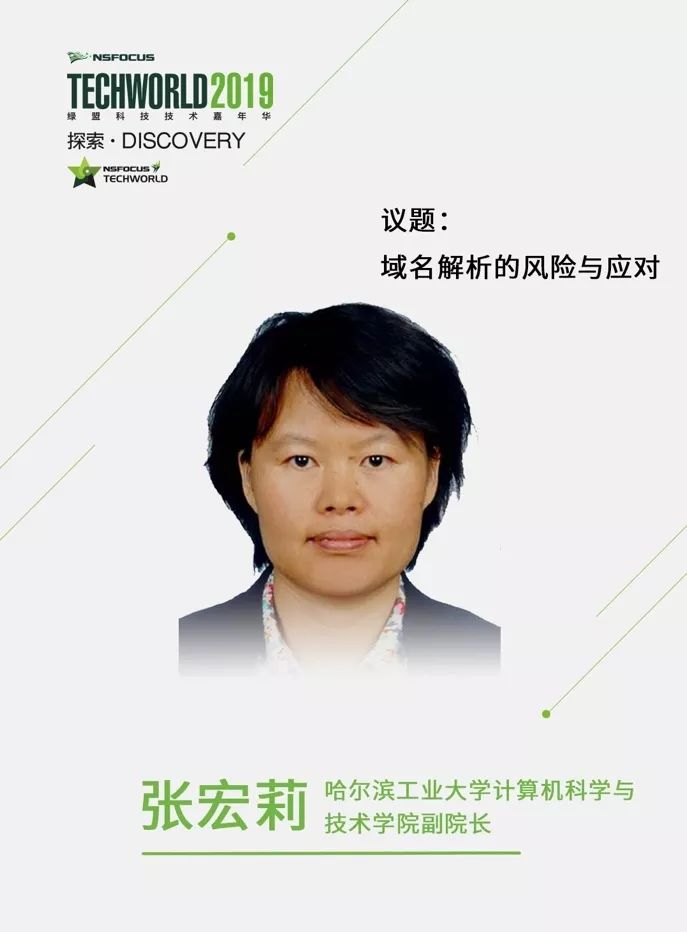 NSFOCUS
TECHWORLD2019
绿盟科技技术嘉年华
探索·DISCOVERY
NSFOCUS
TECHWORLD
议题：
域名解析的风险与应对
张宏莉
哈尔滨工业大学计算机科学与
技术学院副院长